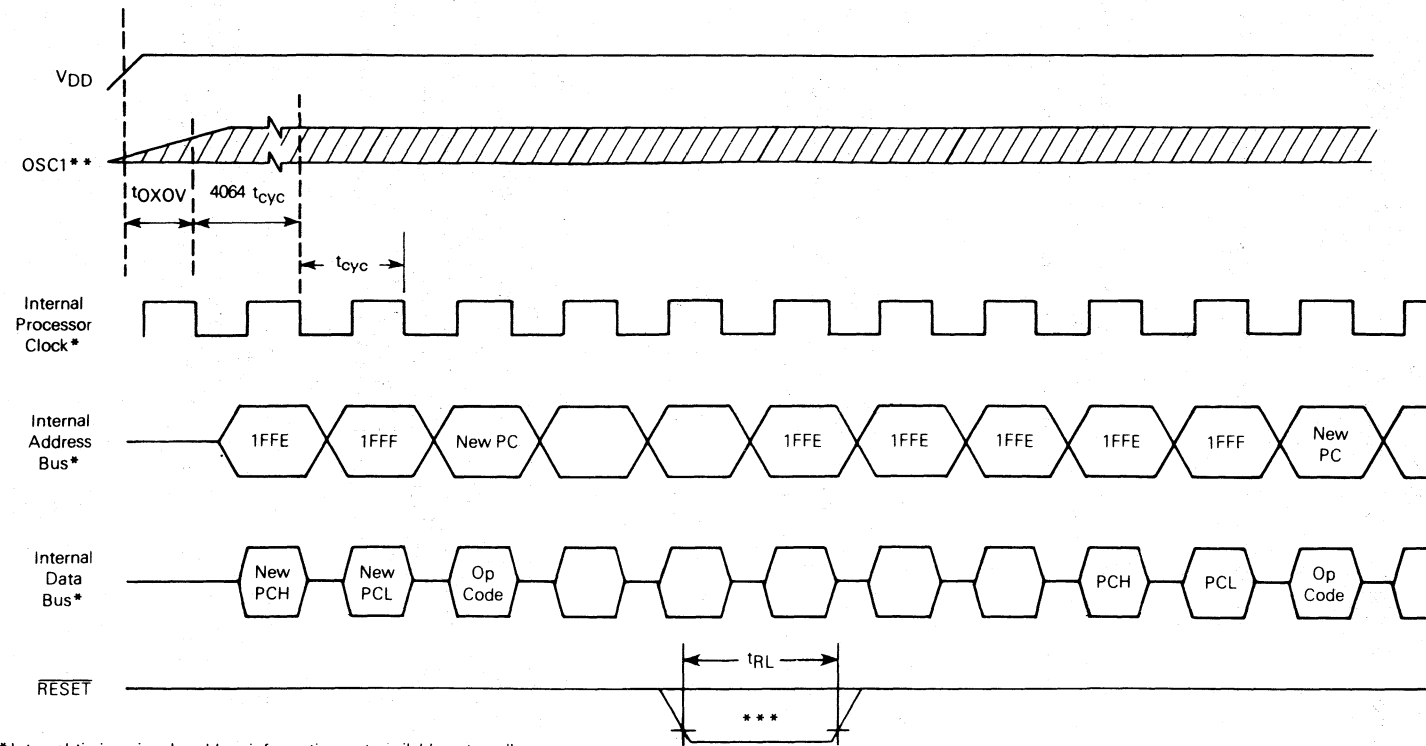 VDD
OSC1**
tOXOV
4064 tcyc
tcyc
Internal
Processor
Clock*
Internal
Address
Bus*
1FFE
1FFF
New PC
1FFE
1FFE
1FFE
1FFE
1FFF
New
PC
Internal
Data
Bus*
New
PCH
New
PCL
Op
Code
PCH
PCL
Op
Code
tRL
RESET
***